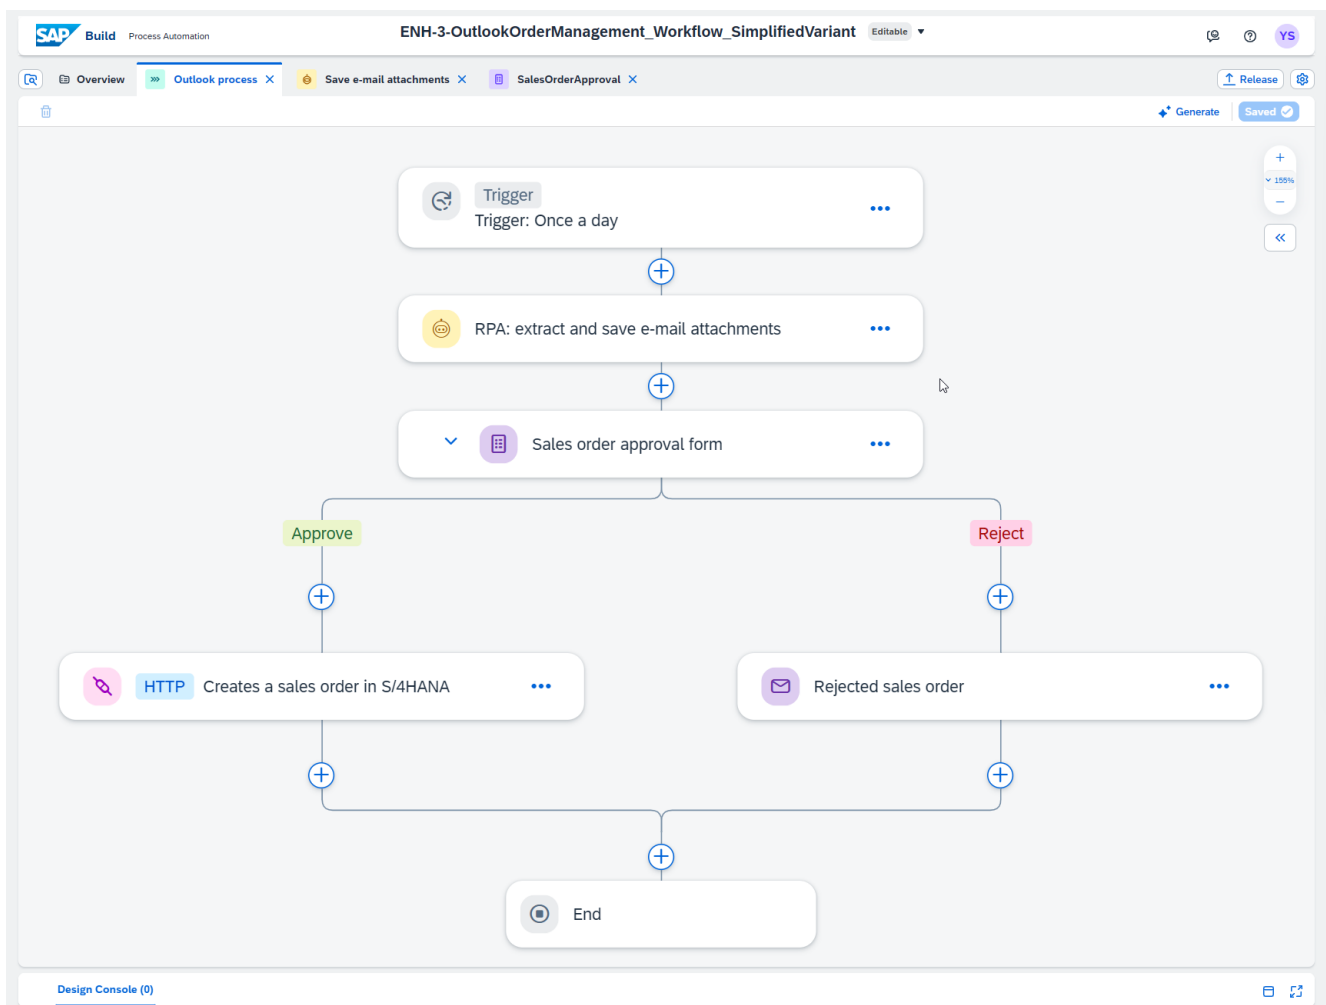 SAP Build Process Automation
ENH-3-OutlookOrderManagement_Workflow_SimplifiedVariant Editable
YS
Overview
Outlook process
Save e-mail attachments
SalesOrderApproval
Release
Generate
Saved
155%
Trigger
Trigger: Once a day
RPA: extract and save e-mail attachments
Sales order approval form
Approve
Reject
HTTP Creates a sales order in S/4HANA
Rejected sales order
End
Design Console (0)